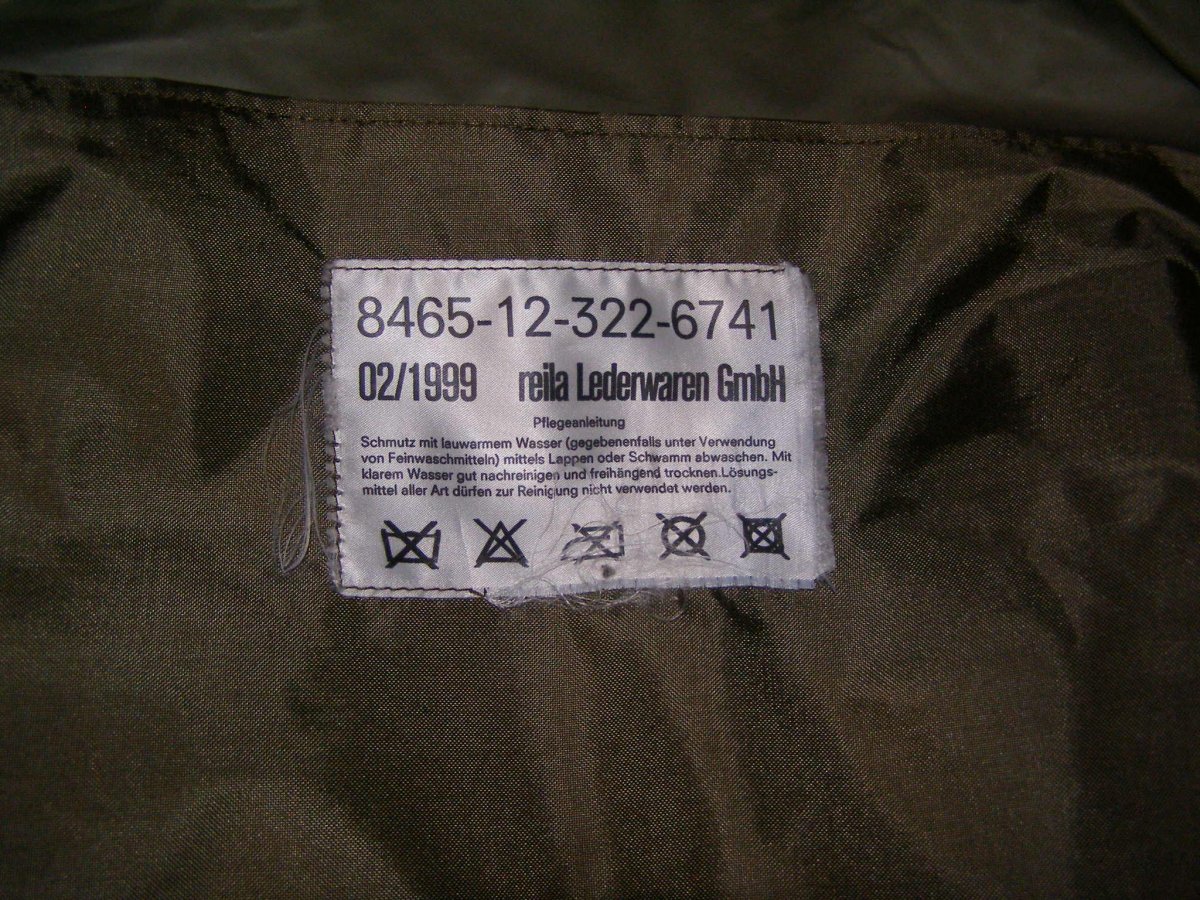 8465-12-322-6741
02/1999 reila Lederwaren GmbH
Pflegeanleitung
Schmutz mit lauwarmem Wasser (gegebenenfalls unter Verwendung
von Feinwaschmitteln) mittels Lappen oder Schwamm abwaschen. Mit
klarem Wasser gut nachreinigen und freihängend trocknen.Lösungs-
mittel aller Art dürfen zur Reinigung nicht verwendet werden.